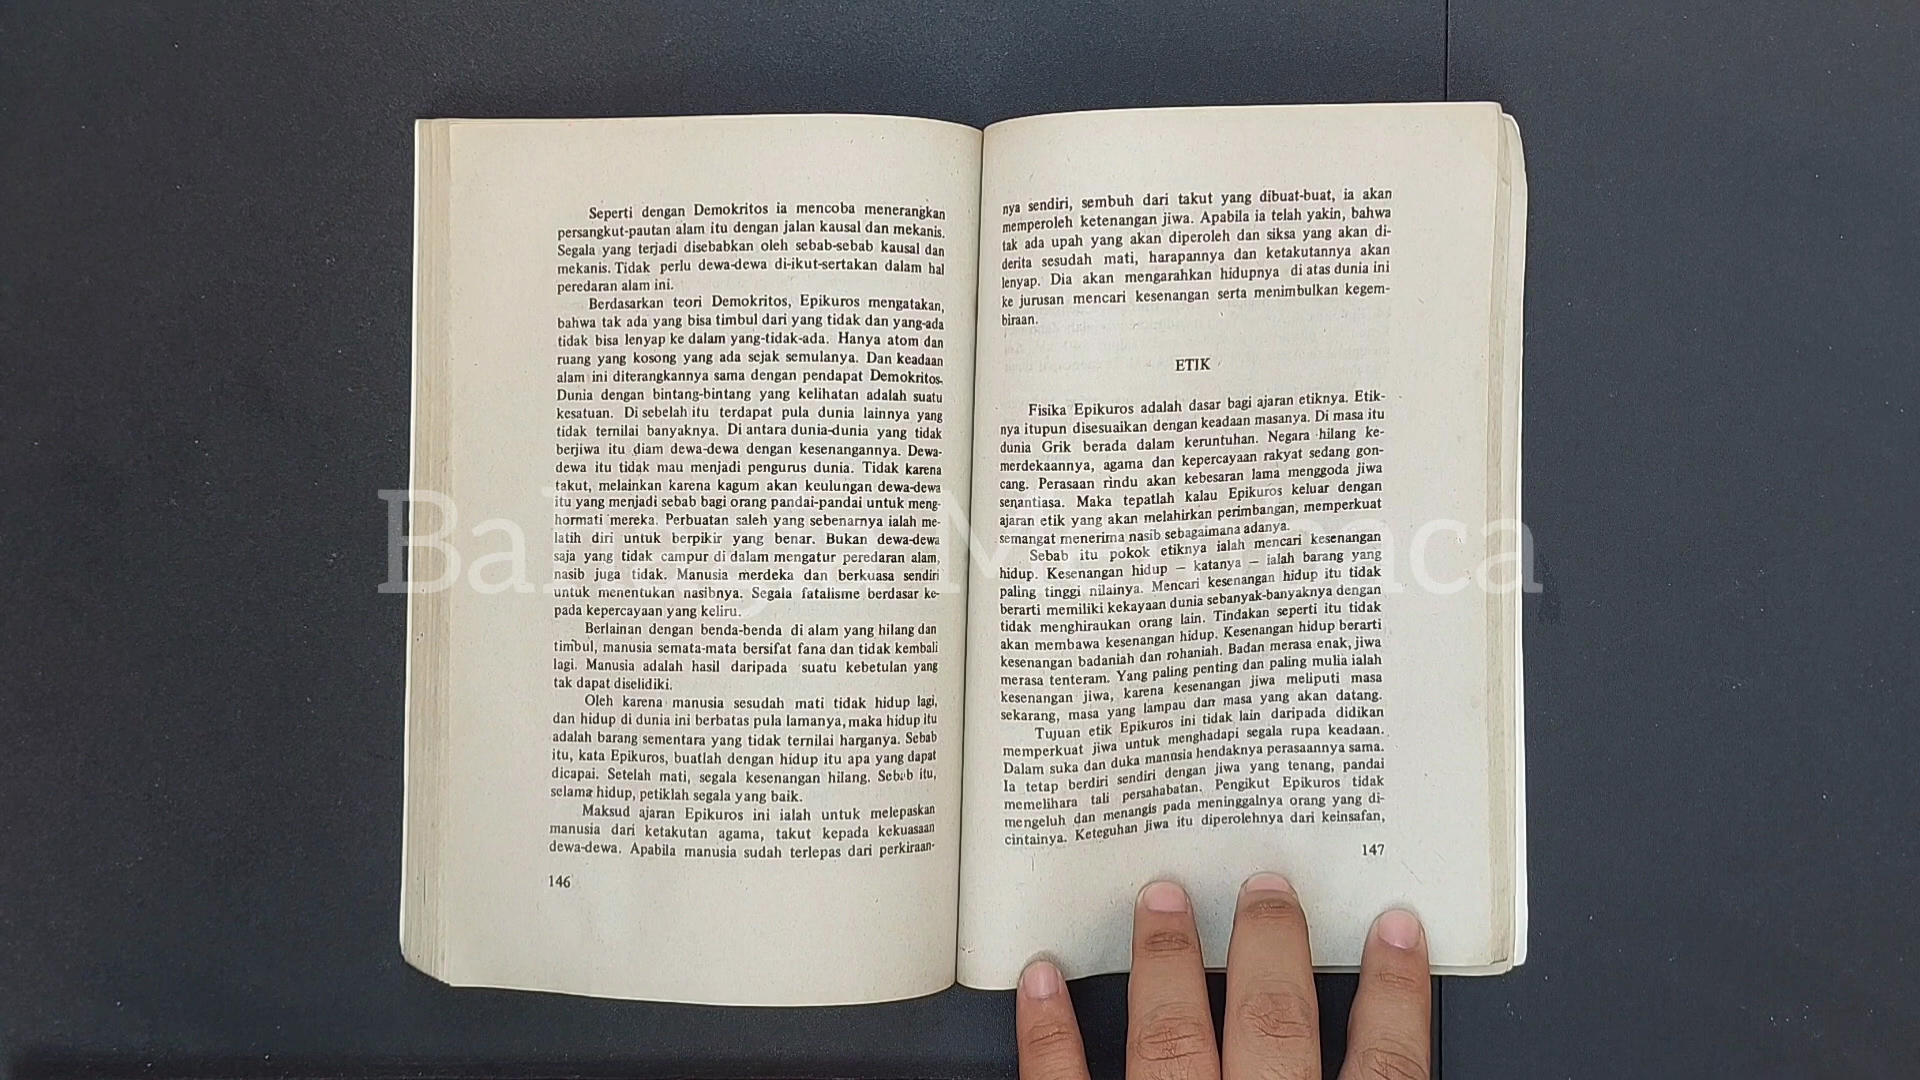 Seperti dengan Demokritos ia mencoba menerangkan
persangkut-pautan alam itu dengan jalan kausal dan mekanis.
Segala yang terjadi disebabkan oleh sebab-sebab kausal dan
mekanis. Tidak perlu dewa-dewa di-ikut-sertakan dalam hal
peredaran alam ini.
Berdasarkan teori Demokritos, Epikuros mengatakan,
bahwa tak ada yang bisa timbul dari yang tidak dan yang-ada
tidak bisa lenyap ke dalam yang-tidak-ada. Hanya atom dan
ruang yang kosong yang ada sejak semulanya. Dan keadaan
alam ini diterangkannya sama dengan pendapat Demokritos.
Dunia dengan bintang-bintang yang kelihatan adalah suatu
kesatuan. Di sebelah itu terdapat pula dunia lainnya yang
tidak ternilai banyaknya. Di antara dunia-dunia yang tidak
berjiwa itu diam dewa-dewa dengan kesenangannya. Dewa-
dewa itu tidak mau menjadi pengurus dunia. Tidak karena
takut, melainkan karena kagum akan keulungan dewa-dewa
itu yang menjadi sebab bagi orang pandai-pandai untuk meng-
hormati mereka. Perbuatan saleh yang sebenarnya ialah me-
latih diri untuk berpikir yang benar. Bukan dewa-dewa
saja yang tidak campur di dalam mengatur peredaran alam,
nasib juga tidak. Manusia merdeka dan berkuasa sendiri
untuk menentukan nasibnya. Segala fatalisme berdasar ke-
pada kepercayaan yang keliru.
Berlainan dengan benda-benda di alam yang hilang dan
timbul, manusia semata-mata bersifat fana dan tidak kembali
lagi. Manusia adalah hasil daripada suatu kebetulan yang
tak dapat diselidiki.
Oleh karena manusia sesudah mati tidak hidup lagi,
dan hidup di dunia ini berbatas pula lamanya, maka hidup itu
adalah barang sementara yang tidak ternilai harganya. Sebab
itu, kata Epikuros, buatlah dengan hidup itu apa yang dapat
dicapai. Setelah mati, segala kesenangan hilang. Sebab itu,
selama hidup, petiklah segala yang baik.
Maksud ajaran Epikuros ini ialah untuk melepaskan
manusia dari ketakutan agama, takut kepada kekuasaan
dewa-dewa. Apabila manusia sudah terlepas dari perkiraan-
146
nya sendiri, sembuh dari takut yang dibuat-buat, ia akan
memperoleh ketenangan jiwa. Apabila ia telah yakin, bahwa
tak ada upah yang akan diperoleh dan siksa yang akan di-
derita sesudah mati, harapannya dan ketakutannya akan
lenyap. Dia akan mengarahkan hidupnya di atas dunia ini
ke jurusan mencari kesenangan serta menimbulkan kegem-
biraan.
ETIK
Fisika Epikuros adalah dasar bagi ajaran etiknya. Etik-
nya itupun disesuaikan dengan keadaan masanya. Di masa itu
dunia Grik berada dalam keruntuhan. Negara hilang ke-
merdekaannya, agama dan kepercayaan rakyat sedang gon-
cang. Perasaan rindu akan kebesaran lama menggoda jiwa
senantiasa. Maka tepatlah kalau Epikuros keluar dengan
ajaran etik yang akan melahirkan perimbangan, memperkuat
semangat menerima nasib sebagaimana adanya.
Sebab itu pokok etiknya ialah mencari kesenangan
hidup. Kesenangan hidup — katanya — ialah barang yang
paling tinggi nilainya. Mencari kesenangan hidup itu tidak
berarti memiliki kekayaan dunia sebanyak-banyaknya dengan
tidak menghiraukan orang lain. Tindakan seperti itu tidak
akan membawa kesenangan hidup. Kesenangan hidup berarti
kesenangan badaniah dan rohaniah. Badan merasa enak, jiwa
merasa tenteram. Yang paling penting dan paling mulia ialah
kesenangan jiwa, karena kesenangan jiwa meliputi masa
sekarang, masa yang lampau dan masa yang akan datang.
Tujuan etik Epikuros ini tidak lain daripada didikan
memperkuat jiwa untuk menghadapi segala rupa keadaan.
Dalam suka dan duka manusia hendaknya perasaannya sama.
Ia tetap berdiri sendiri dengan jiwa yang tenang, pandai
memelihara tali persahabatan. Pengikut Epikuros tidak
mengeluh dan menangis pada meninggalnya orang yang di-
cintainya. Keteguhan jiwa itu diperolehnya dari keinsafan,
147